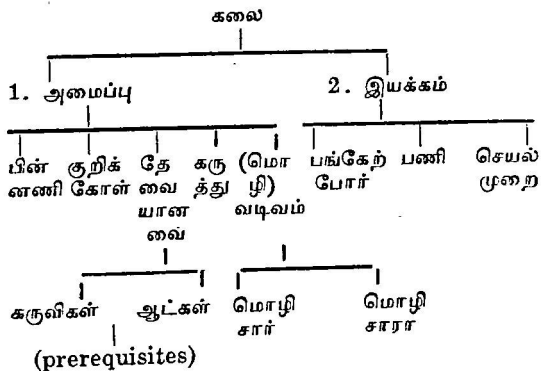 கலை
1. அமைப்பு 2. இயக்கம்
பின் குறிக் தே கரு (மொ பங்கேற் பணி செயல்
னணி கோள் வை த்து ழி) போர் முறை
யான வடிவம்
வை
கருவிகள் ஆட்கள் மொழி மொழி
சார் சாரா
(prerequisites)